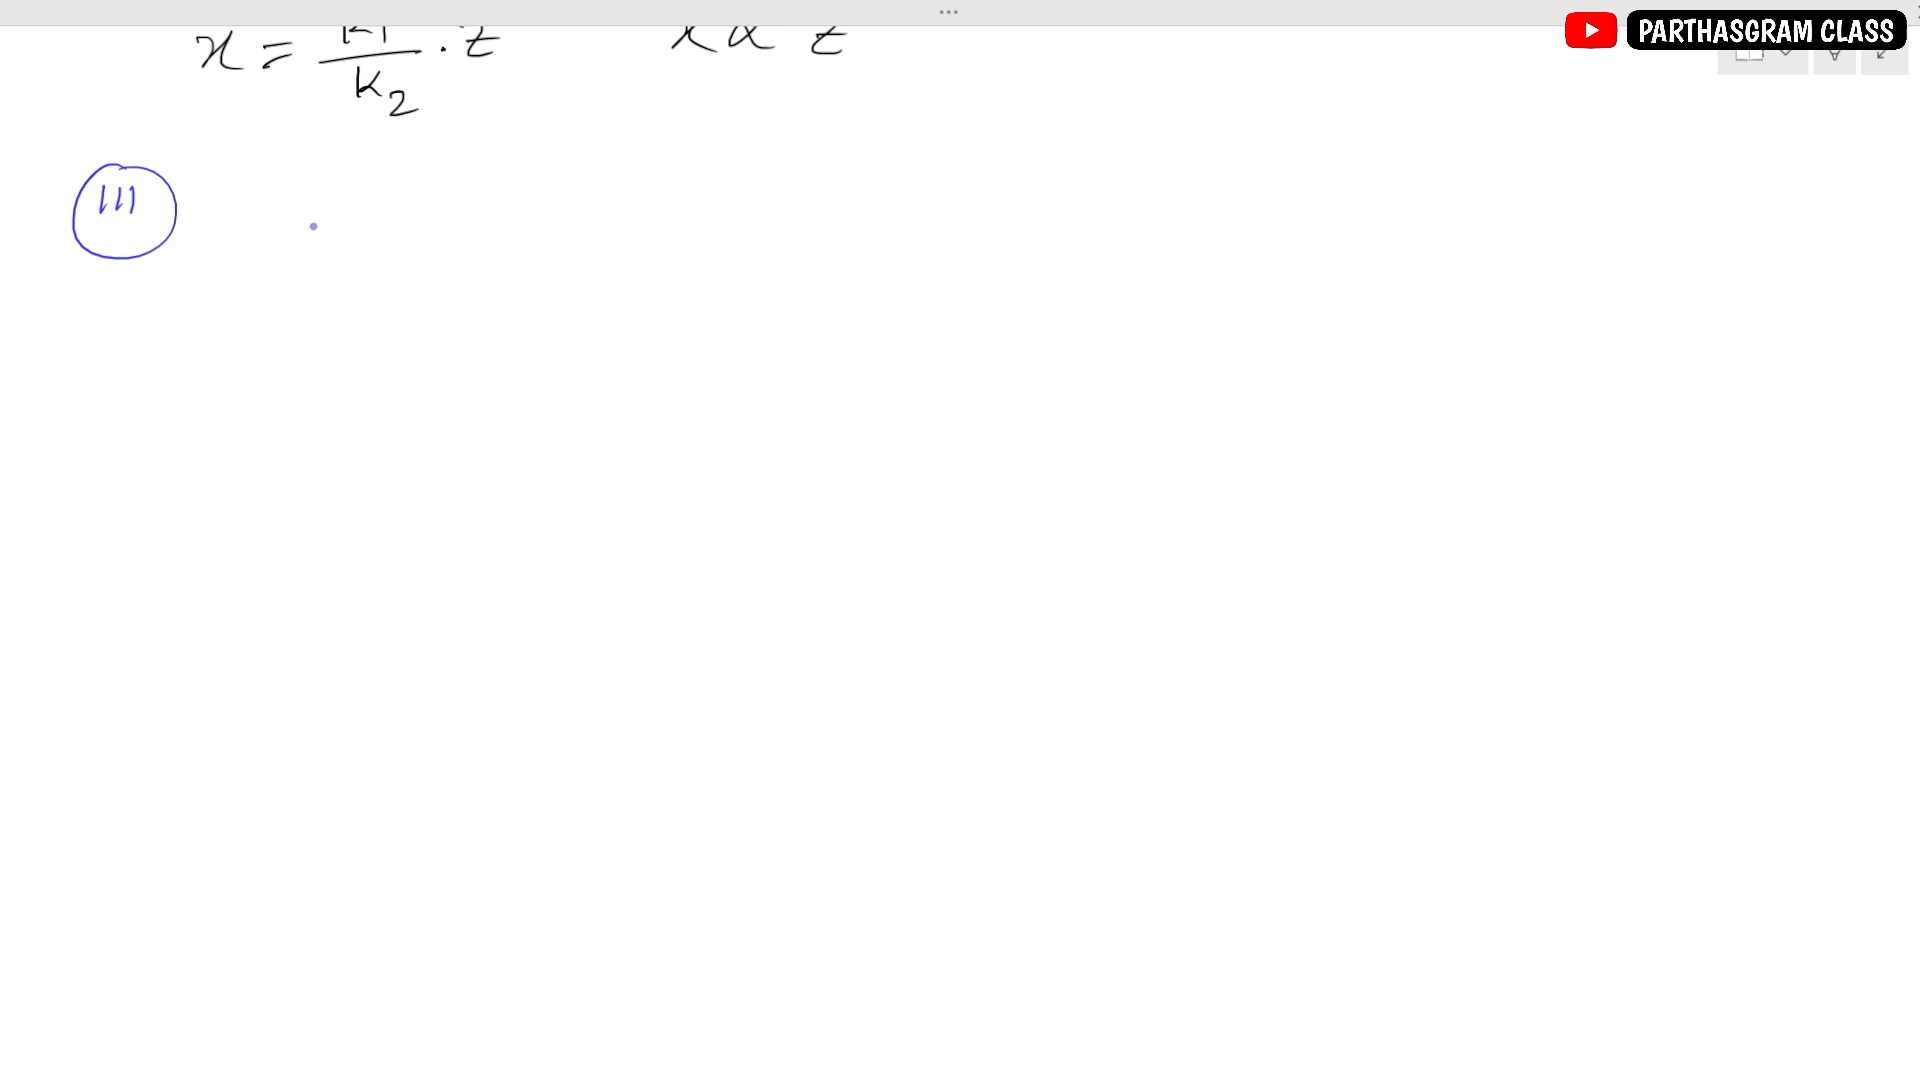 PARTHASGRAM CLASS
x = k1/k2 . z    x α z
III